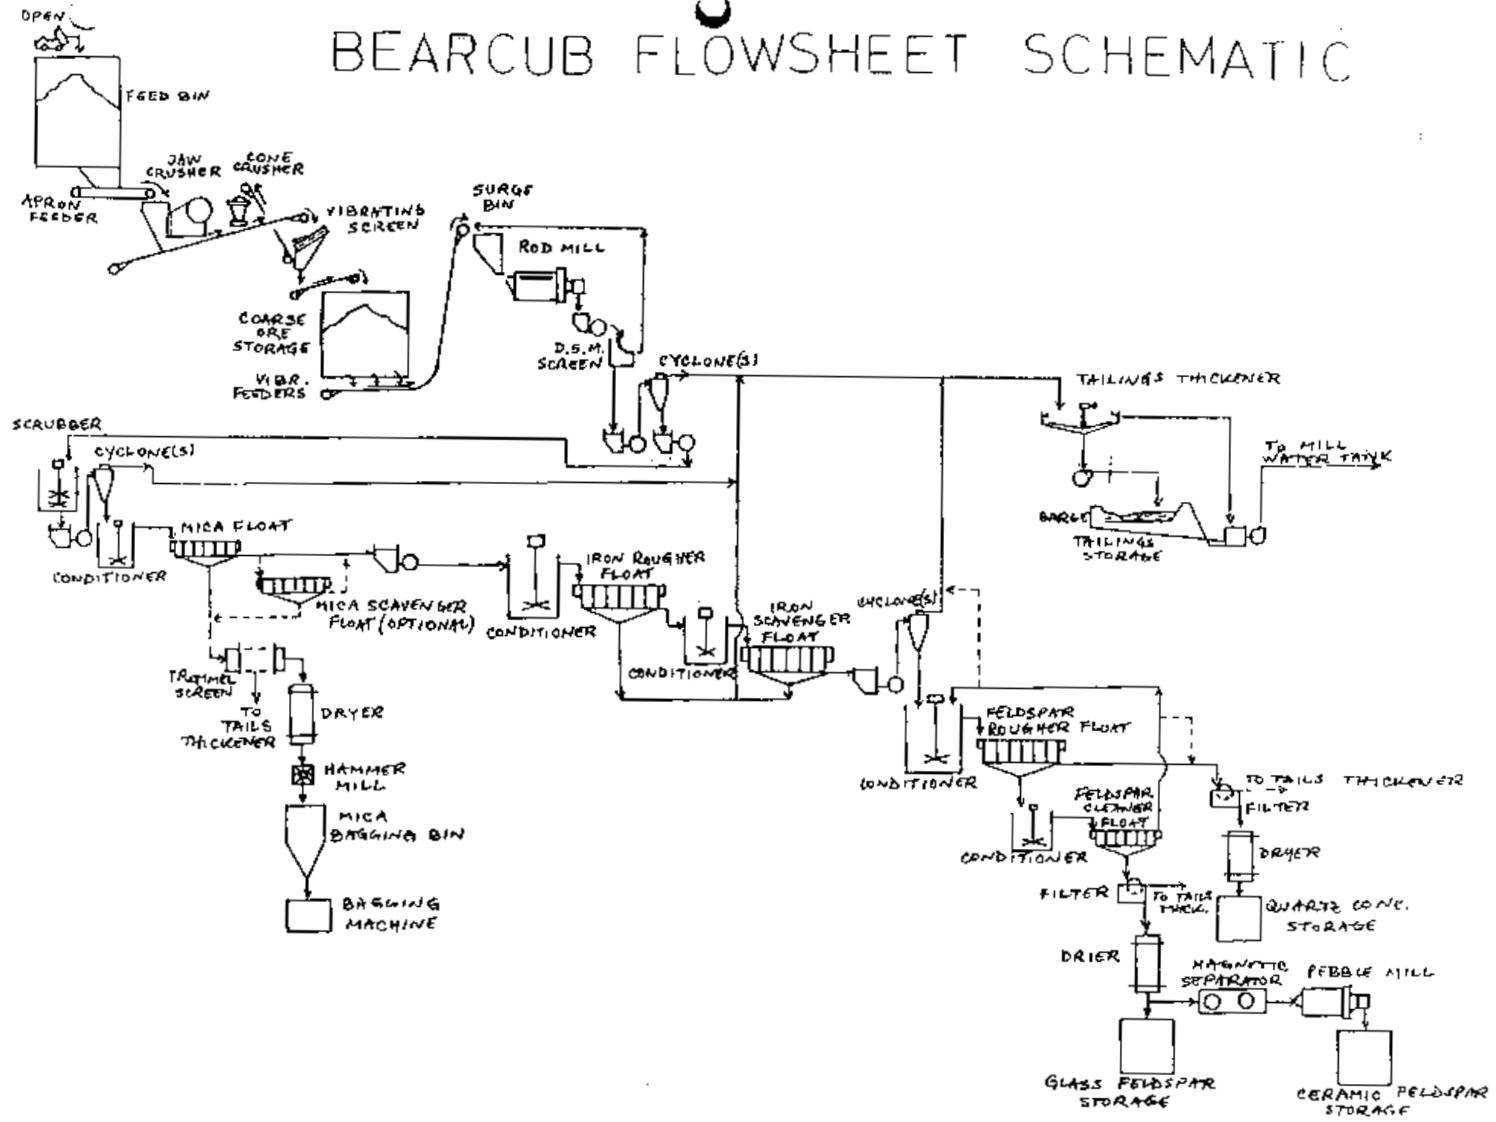 BEARCUB FLOWSHEET SCHEMATIC
OPEN
FEED BIN
JAW
CRUSHER
CONE
CRUSHER
APRON
FEEDER
VIBRATING
SCREEN
SURGE
BIN
ROD MILL
COARSE
ORE
STORAGE
VIBR.
FEEDERS
D.S.M.
SCREEN
CYCLONE(S)
TAILINGS THICKENER
TO MILL
WATER TANK
BARGE
TAILINGS
STORAGE
SCRUBBER
CYCLONE(S)
MICA FLOAT
CONDITIONER
MICA SCAVENGER
FLOAT (OPTIONAL)
IRON ROUGHER
FLOAT
CONDITIONER
CONDITIONER
IRON
SCAVENGER
FLOAT
CYCLONE(S)
TROMMEL
SCREEN
TO
TAILS
THICKENER
DRYER
HAMMER
MILL
MICA
BAGGING BIN
BAGGING
MACHINE
FELDSPAR
ROUGHER FLOAT
CONDITIONER
FELDSPAR
CLEANER
FLOAT
CONDITIONER
TO TAILS THICKENER
FILTER
DRYER
QUARTZ CONC.
STORAGE
FILTER
TO TAILS
THICK.
DRIER
MAGNETIC
SEPARATOR
PEBBLE MILL
GLASS FELDSPAR
STORAGE
CERAMIC FELDSPAR
STORAGE